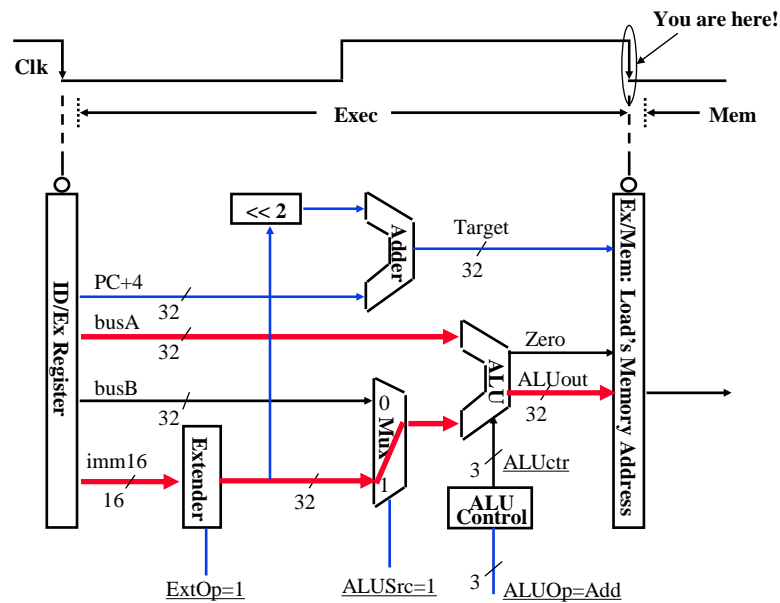 You are here!
Clk
Exec
Mem
<< 2
Adder
Target
32
PC+4
32
busA
32
Zero
ALU
ALUout
32
busB
32
0
Mux
1
imm16
16
Extender
32
3
ALUctr
ALU
Control
3
ExtOp=1
ALUSrc=1
ALUOp=Add
ID/Ex Register
Ex/Mem: Load's Memory Address